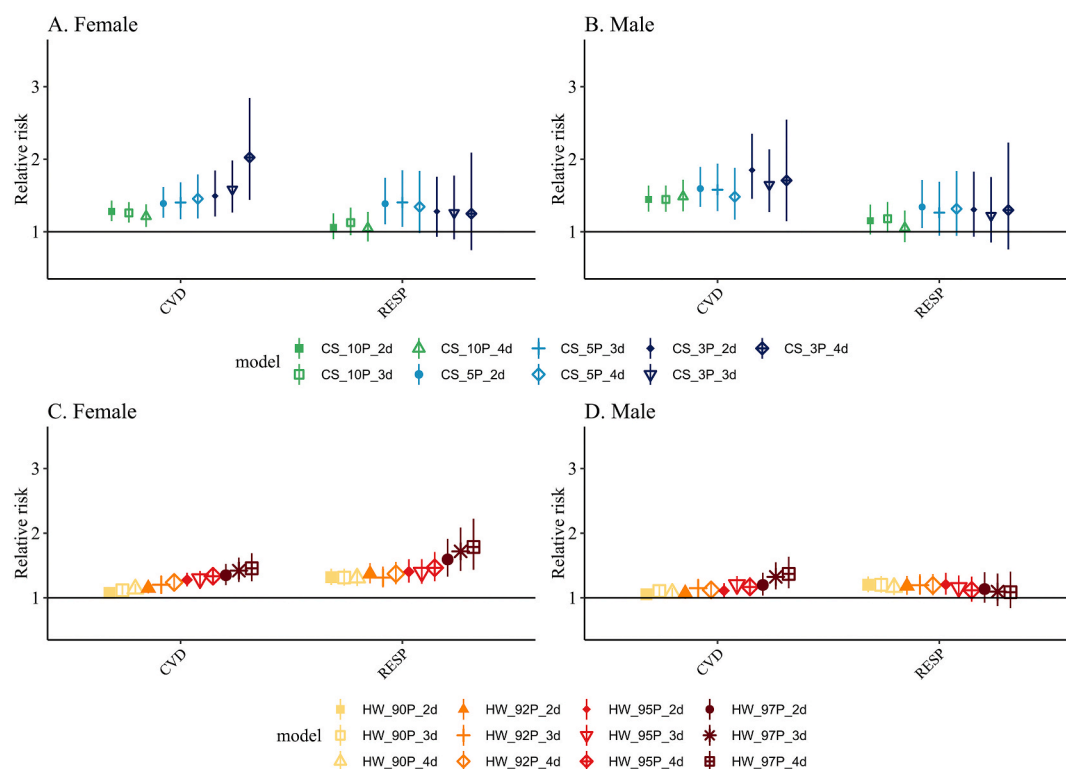 A. Female
B. Male
Relative risk
3
2
1
CVD
RESP
Relative risk
3
2
1
CVD
RESP
model
CS_10P_2d
CS_10P_4d
CS_5P_3d
CS_3P_2d
CS_3P_4d
CS_10P_3d
CS_5P_2d
CS_5P_4d
CS_3P_3d
C. Female
D. Male
Relative risk
3
2
1
CVD
RESP
Relative risk
3
2
1
CVD
RESP
model
HW_90P_2d
HW_92P_2d
HW_95P_2d
HW_97P_2d
HW_90P_3d
HW_92P_3d
HW_95P_3d
HW_97P_3d
HW_90P_4d
HW_92P_4d
HW_95P_4d
HW_97P_4d